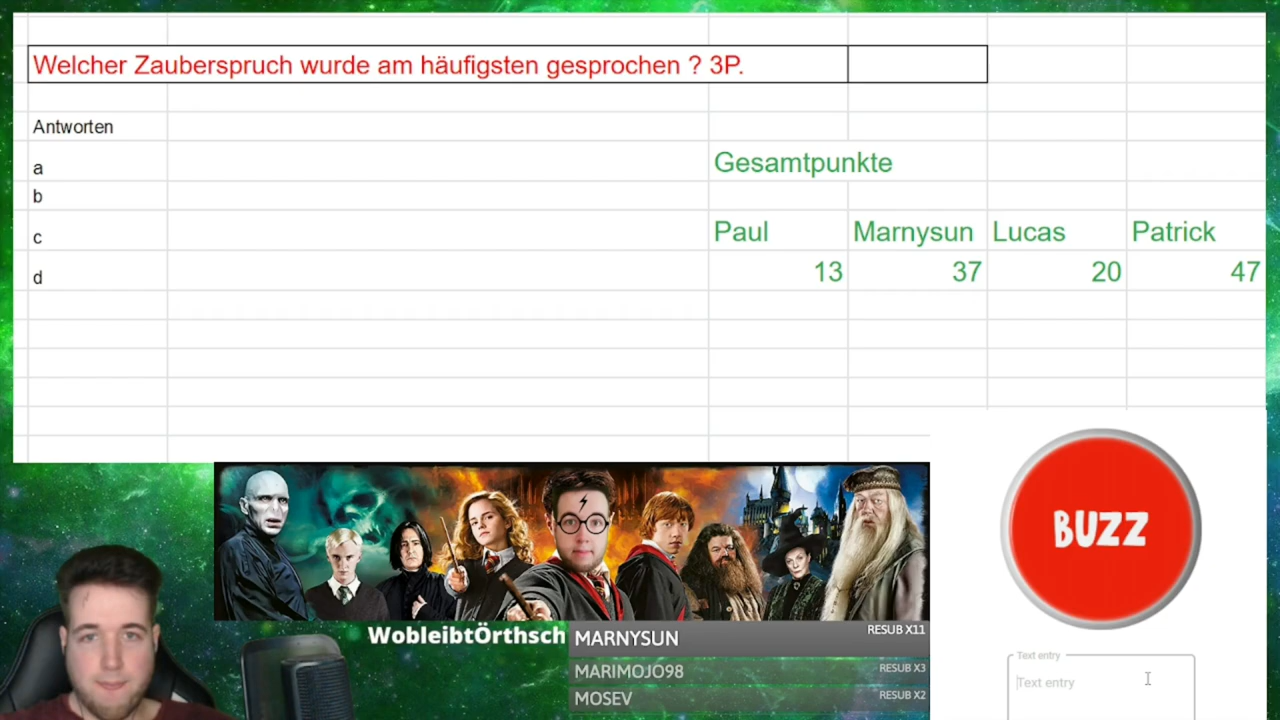 Welcher Zauberspruch wurde am häufigsten gesprochen ? 3P.
Antworten
a
Gesamtpunkte
b
c
Paul Marnysun Lucas Patrick
d
13 37 20 47
BUZZ
WobleibtÖrthsch
MARNYSUN RESUB X11
MARIMOJO98 RESUB X3
MOSEV RESUB X2
Text entry
Text entry